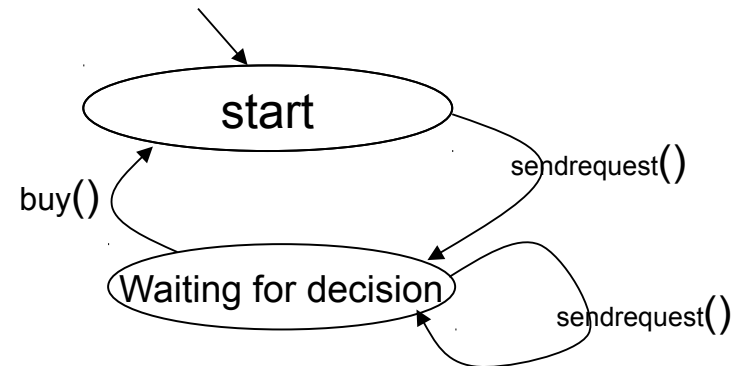 start
sendrequest()
buy()
Waiting for decision
sendrequest()